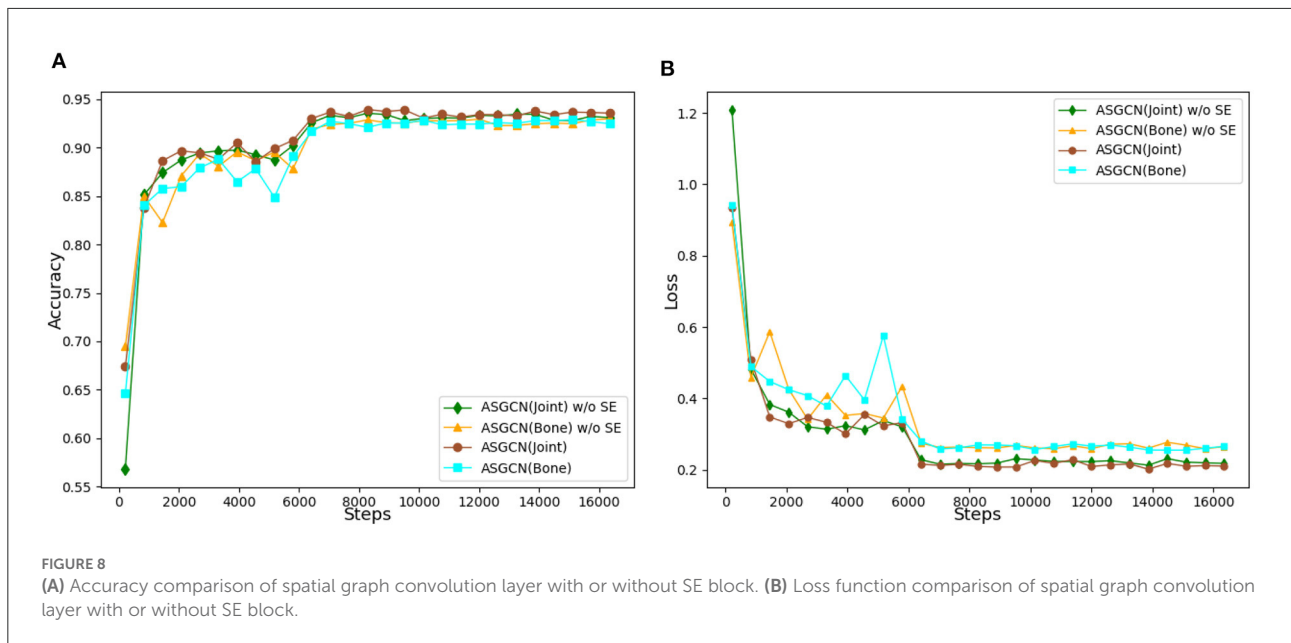 A
0.95
0.90
0.85
0.80
0.75
0.70
0.65
0.60
0.55
Accuracy
0
2000
4000
6000
8000
10000
12000
14000
16000
Steps
ASGCN(Joint) w/o SE
ASGCN(Bone) w/o SE
ASGCN(Joint)
ASGCN(Bone)
B
1.2
1.0
0.8
0.6
0.4
0.2
Loss
0
2000
4000
6000
8000
10000
12000
14000
16000
Steps
ASGCN(Joint) w/o SE
ASGCN(Bone) w/o SE
ASGCN(Joint)
ASGCN(Bone)
FIGURE 8
(A) Accuracy comparison of spatial graph convolution layer with or without SE block. (B) Loss function comparison of spatial graph convolution
layer with or without SE block.